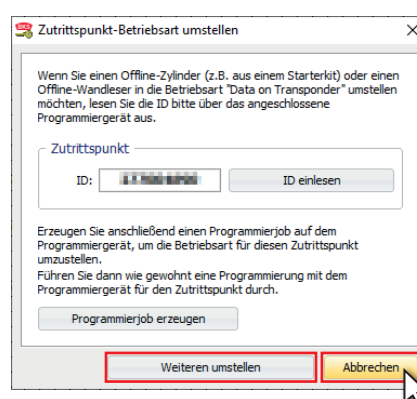 Zutrittspunkt-Betriebsart umstellen
Wenn Sie einen Offline-Zylinder (z.B. aus einem Starterkit) oder einen
Offline-Wandleser in die Betriebsart "Data on Transponder" umstellen
möchten, lesen Sie die ID bitte über das angeschlossene
Programmiergerät aus.
Zutrittspunkt
ID:
ID einlesen
Erzeugen Sie anschließend einen Programmierjob auf dem
Programmiergerät, um die Betriebsart für diesen Zutrittspunkt
umzustellen.
Führen Sie dann wie gewohnt eine Programmierung mit dem
Programmiergerät für den Zutrittspunkt durch.
Programmierjob erzeugen
Weiteren umstellen
Abbrechen